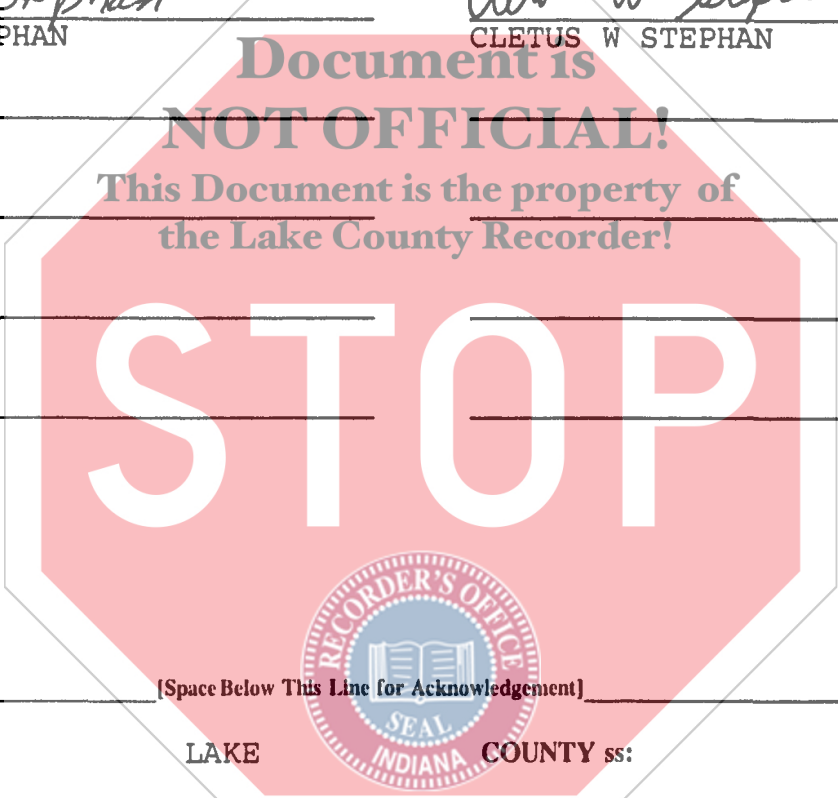 PHAN CLETUS W STEPHAN
Document is
NOT OFFICIAL!
This Document is the property of
the Lake County Recorder!
STOP
RECORDER'S OFFICE
[Space Below This Line for Acknowledgement]
SEAL
INDIANA
LAKE COUNTY ss: